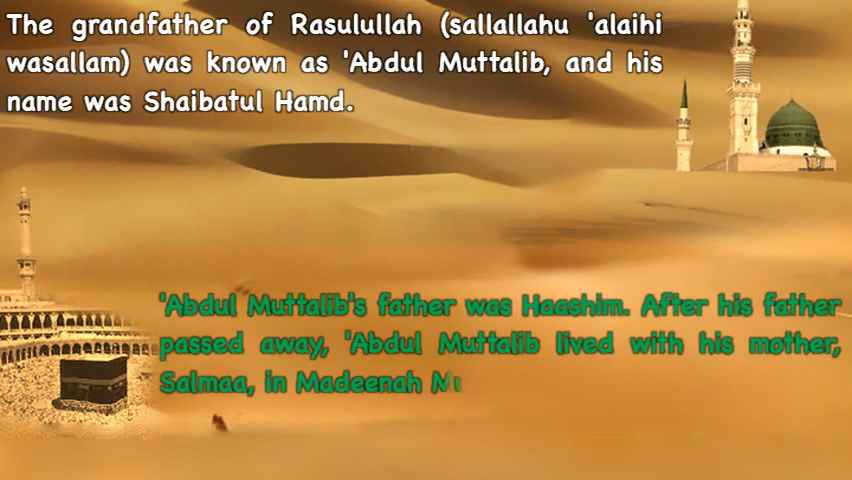 The grandfather of Rasulullah (sallallahu 'alaihi
wasallam) was known as 'Abdul Muttalib, and his
name was Shaibatul Hamd.
'Abdul Muttalib's father was Haashim. After his father
passed away, 'Abdul Muttalib lived with his mother,
Salmaa, in Madeenah